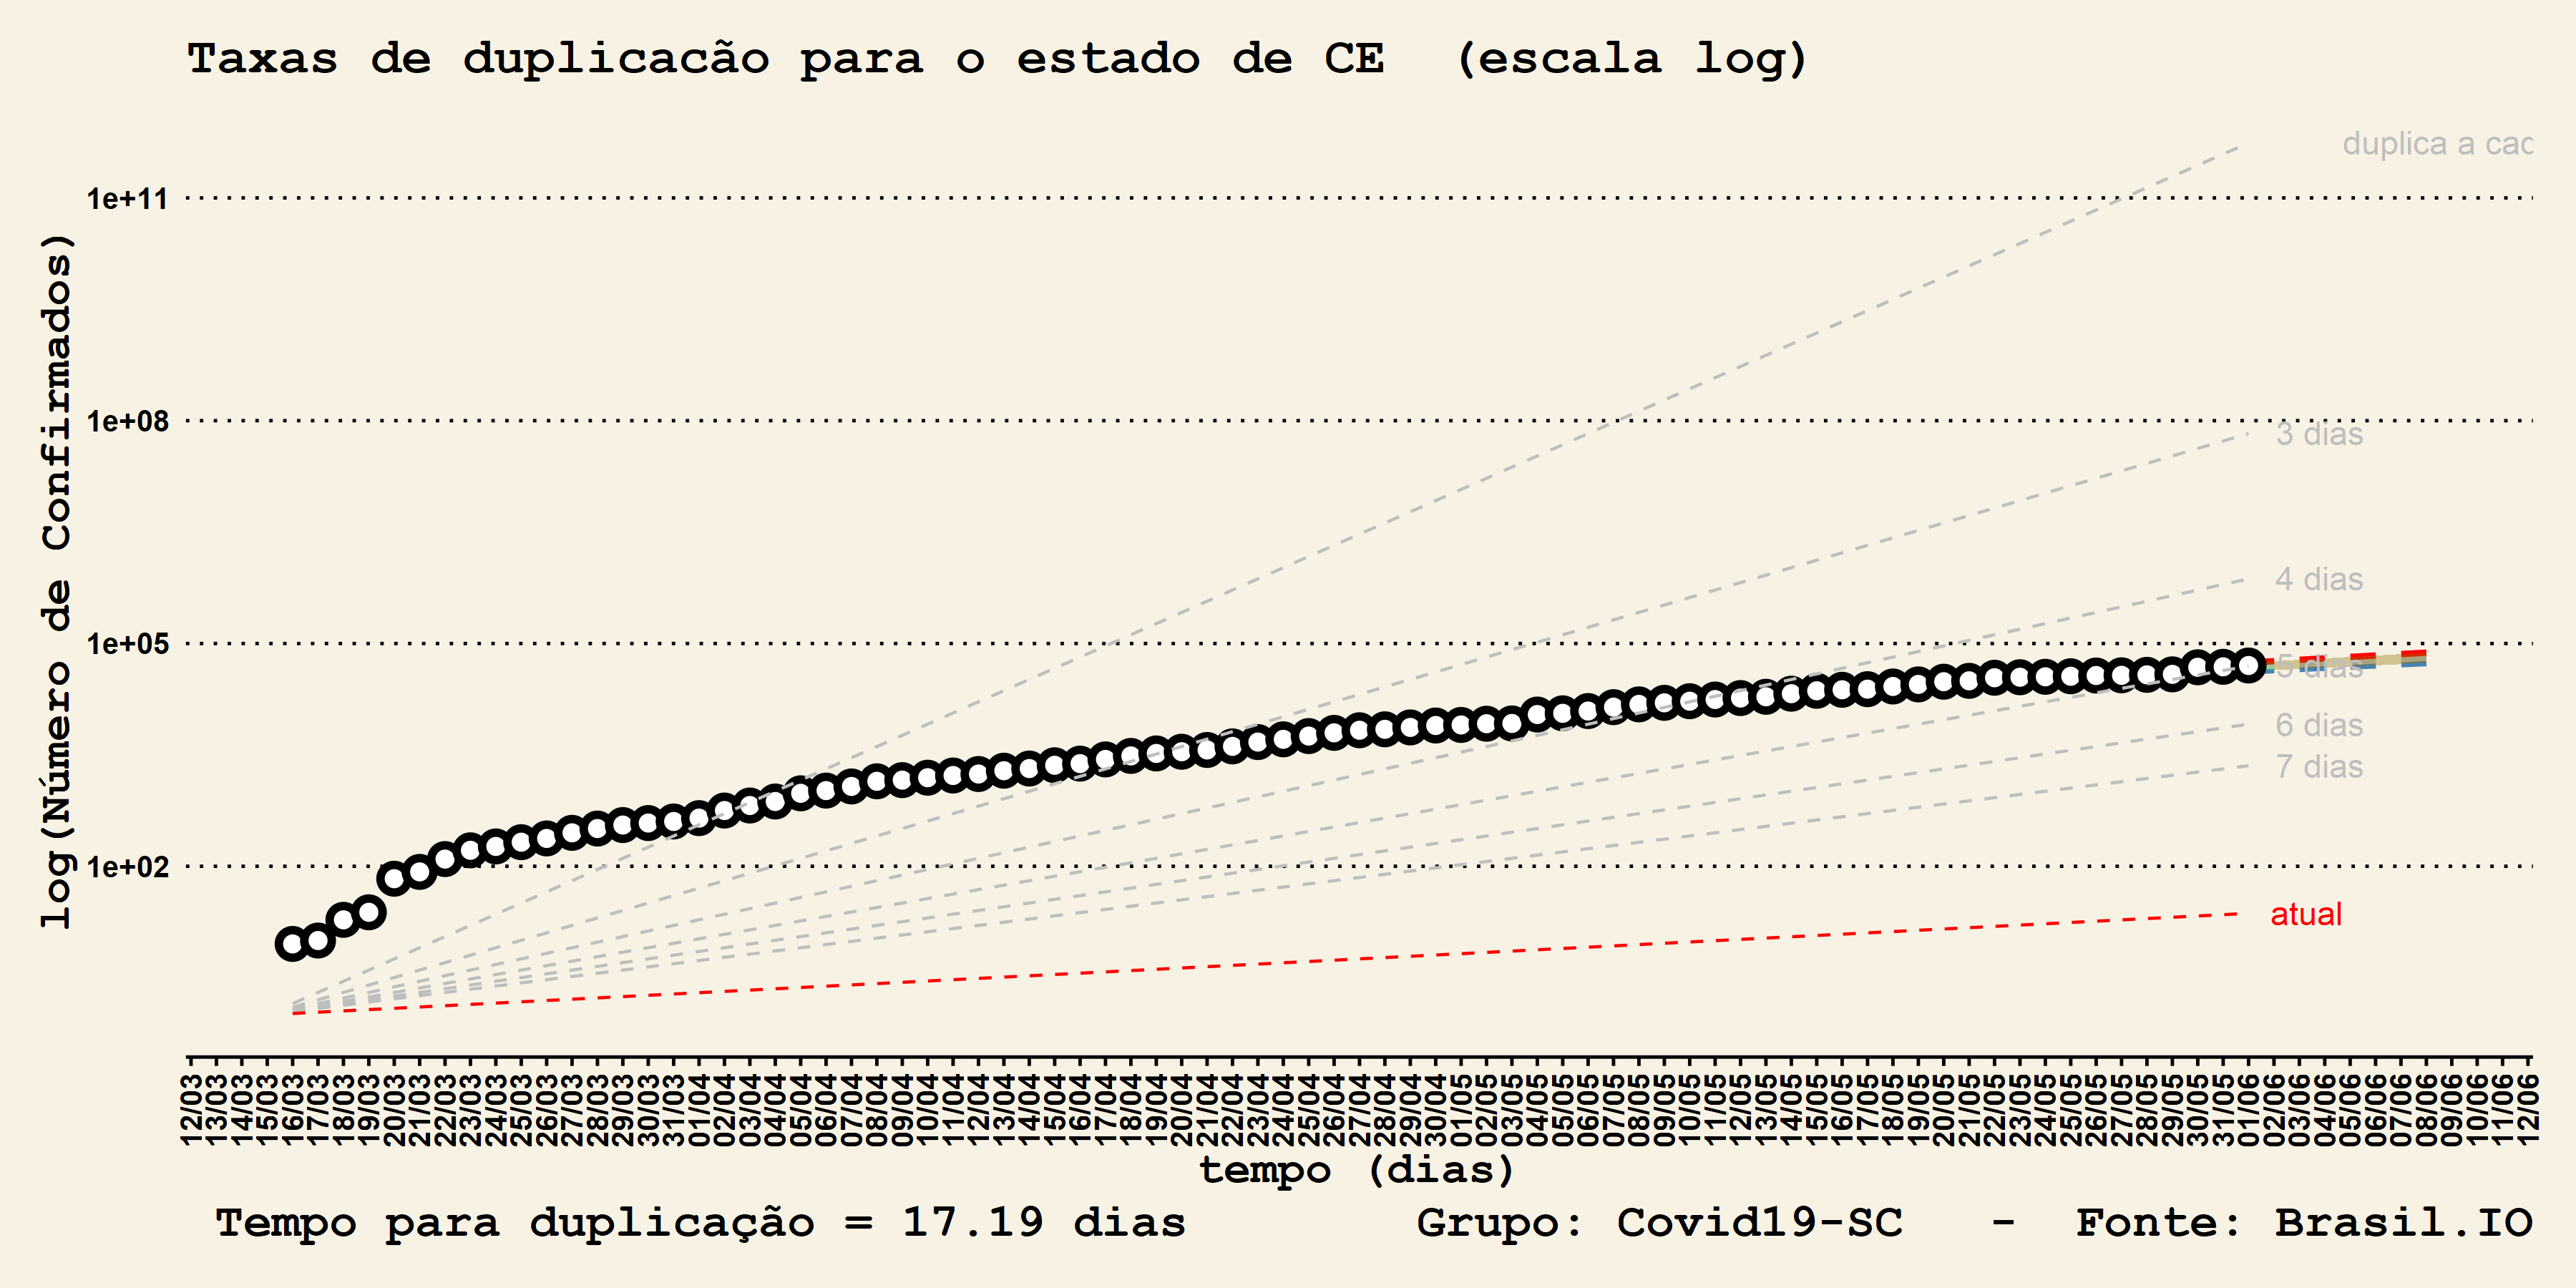 Taxas de duplicacão para o estado de CE (escala log)
log(Número de Confirmados)
1e+11
1e+08
1e+05
1e+02
duplica a cac
3 dias
4 dias
5 dias
6 dias
7 dias
atual
12/03 13/03 14/03 15/03 16/03 17/03 18/03 19/03 20/03 21/03 22/03 23/03 24/03 25/03 26/03 27/03 28/03 29/03 30/03 31/03 01/04 02/04 03/04 04/04 05/04 06/04 07/04 08/04 09/04 10/04 11/04 12/04 13/04 14/04 15/04 16/04 17/04 18/04 19/04 20/04 21/04 22/04 23/04 24/04 25/04 26/04 27/04 28/04 29/04 30/04 01/05 02/05 03/05 04/05 05/05 06/05 07/05 08/05 09/05 10/05 11/05 12/05 13/05 14/05 15/05 16/05 17/05 18/05 19/05 20/05 21/05 22/05 23/05 24/05 25/05 26/05 27/05 28/05 29/05 30/05 31/05 01/06 02/06 03/06 04/06 05/06 06/06 07/06 08/06 09/06 10/06 11/06 12/06
tempo (dias)
Tempo para duplicação = 17.19 dias Grupo: Covid19-SC - Fonte: Brasil.IO